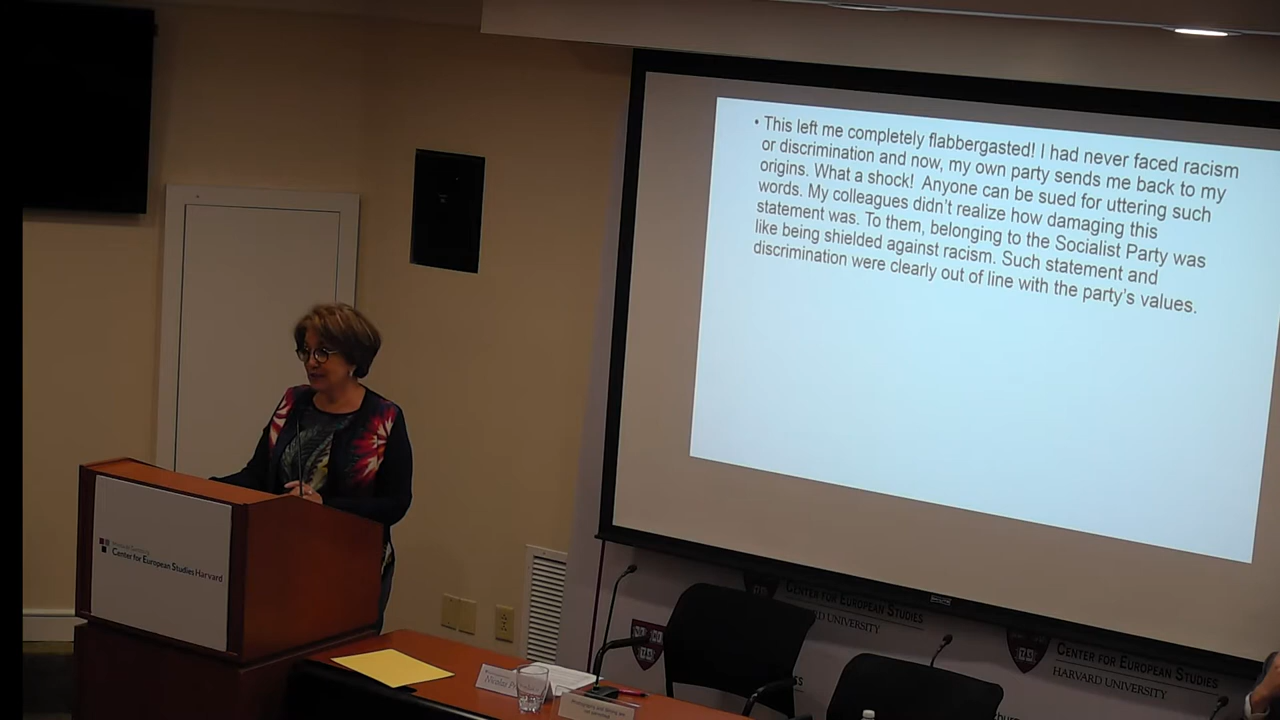 • This left me completely flabbergasted! I had never faced racism
or discrimination and now, my own party sends me back to my
origins. What a shock! Anyone can be sued for uttering such
words. My colleagues didn't realize how damaging this
statement was. To them, belonging to the Socialist Party was
like being shielded against racism. Such statement and
discrimination were clearly out of line with the party's values.
Center for European Studies Harvard
CENTER FOR EUROPEAN STUDIES
HARVARD UNIVERSITY
CENTER FOR EUROPEAN STUDIES
HARVARD UNIVERSITY
Nicolas